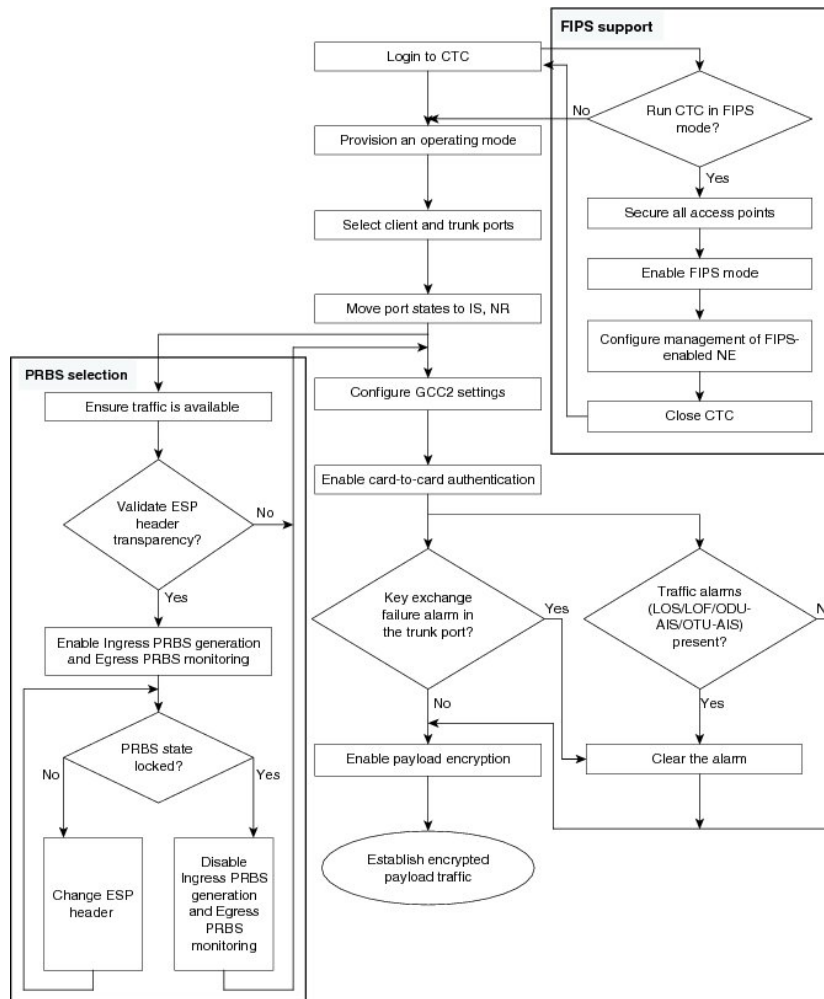 FIPS support
Login to CTC
Run CTC in FIPS
mode?
No
Yes
Provision an operating mode
Secure all access points
Select client and trunk ports
Enable FIPS mode
Move port states to IS, NR
Configure management of FIPS-
enabled NE
Close CTC
PRBS selection
Ensure traffic is available
Configure GCC2 settings
Validate ESP
header
transparency?
No
Yes
Enable card-to-card authentication
Key exchange
failure alarm in
the trunk port?
Yes
No
Traffic alarms
(LOS/LOF/ODU-
AIS/OTU-AIS)
present?
N
Yes
Enable Ingress PRBS generation
and Egress PRBS monitoring
PRBS state
locked?
No
Yes
Enable payload encryption
Clear the alarm
Change ESP
header
Disable
Ingress PRBS
generation
and Egress
PRBS
monitoring
Establish encrypted
payload traffic